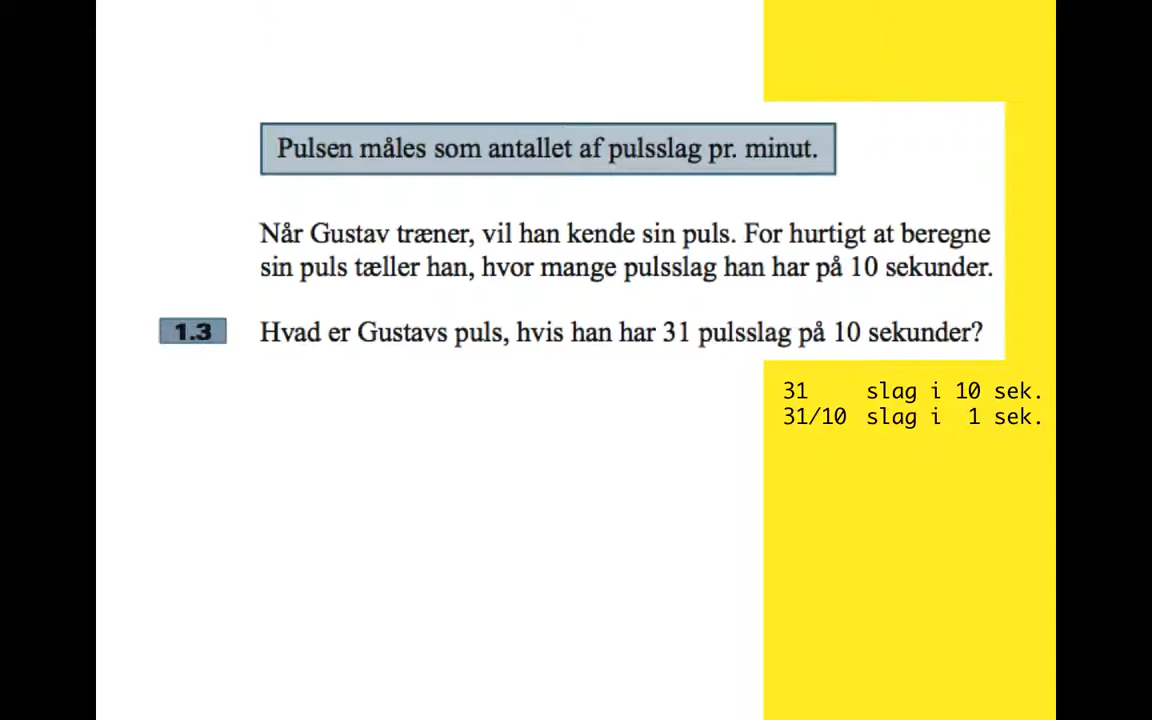 Pulsen måles som antallet af pulsslag pr. minut.
Når Gustav træner, vil han kende sin puls. For hurtigt at beregne
sin puls tæller han, hvor mange pulsslag han har på 10 sekunder.
1.3 Hvad er Gustavs puls, hvis han har 31 pulsslag på 10 sekunder?
31 slag i 10 sek.
31/10 slag i 1 sek.